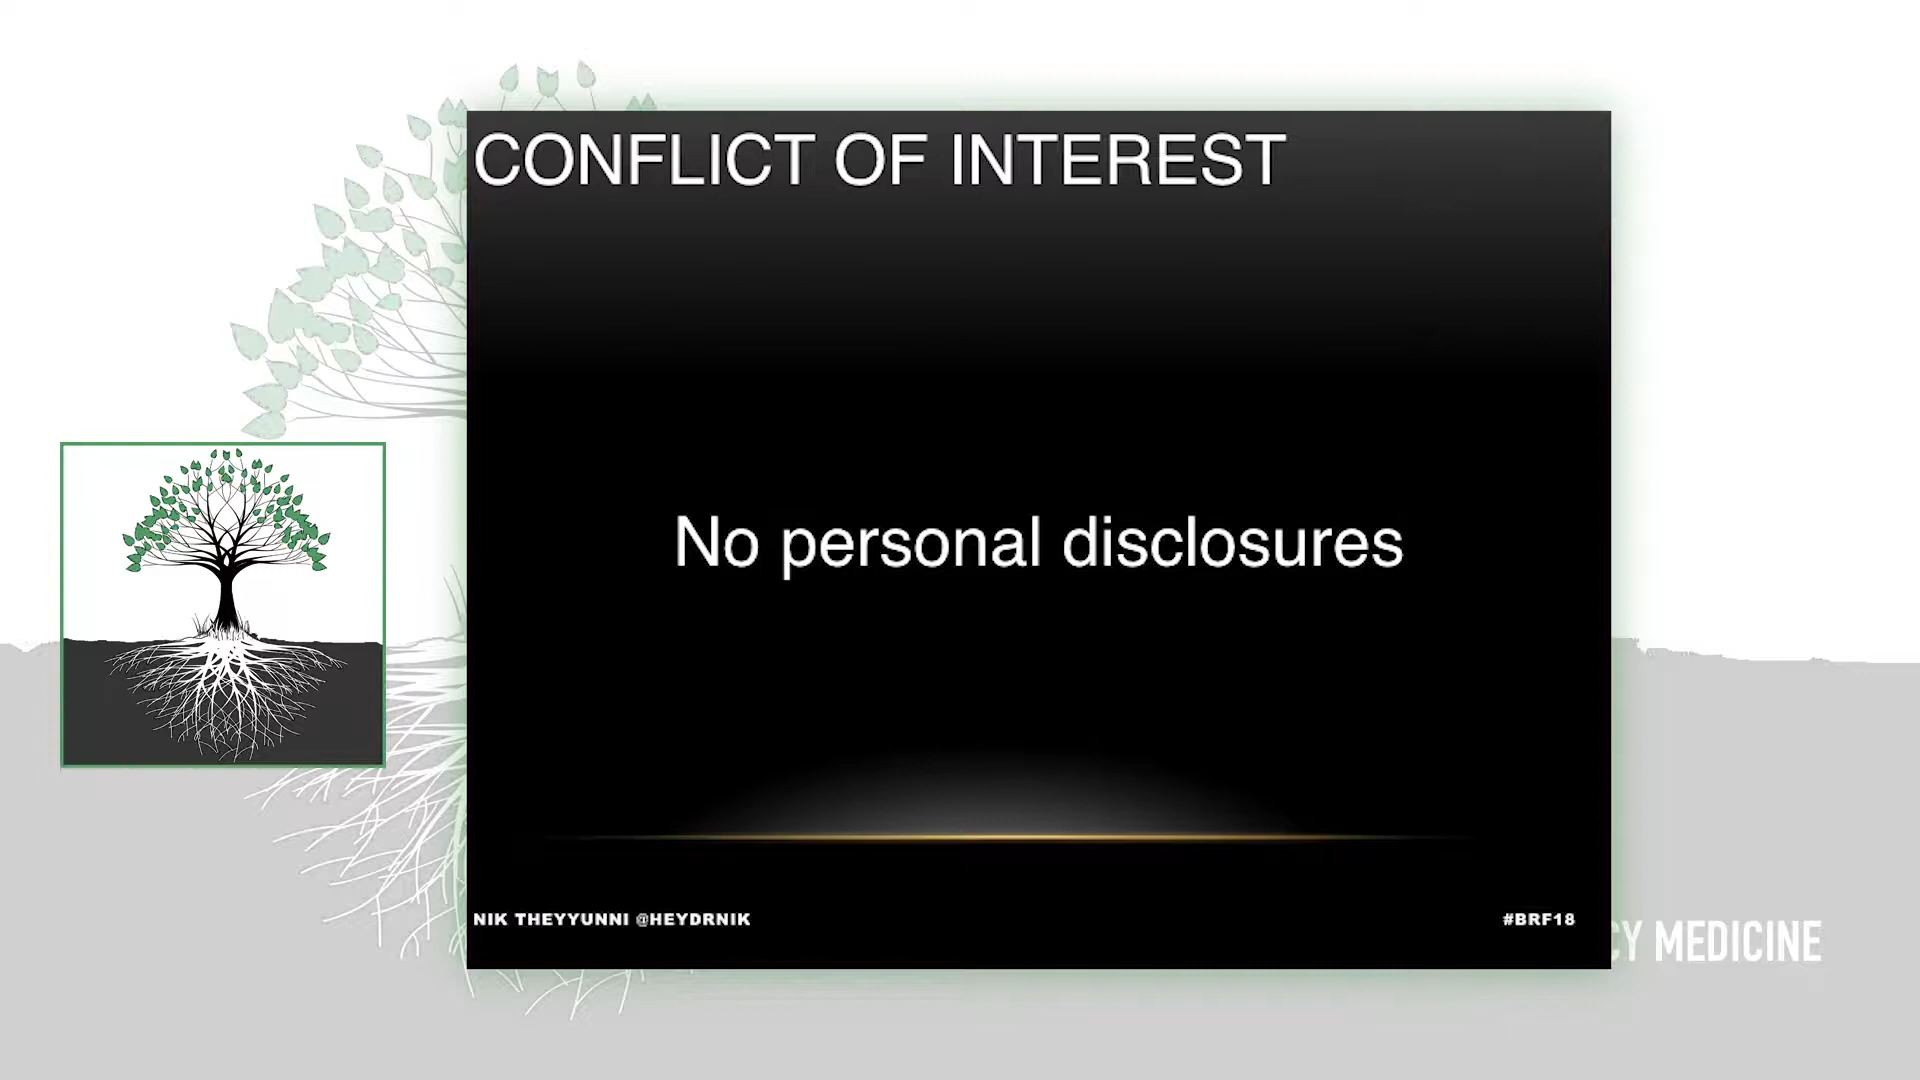 CONFLICT OF INTEREST
No personal disclosures
NIK THEYYUNNI @HEYDRNIK
#BRF18
CY MEDICINE